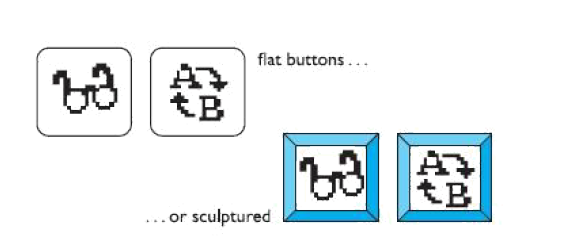 flat buttons . . .
A
B
A
B
. . . or sculptured